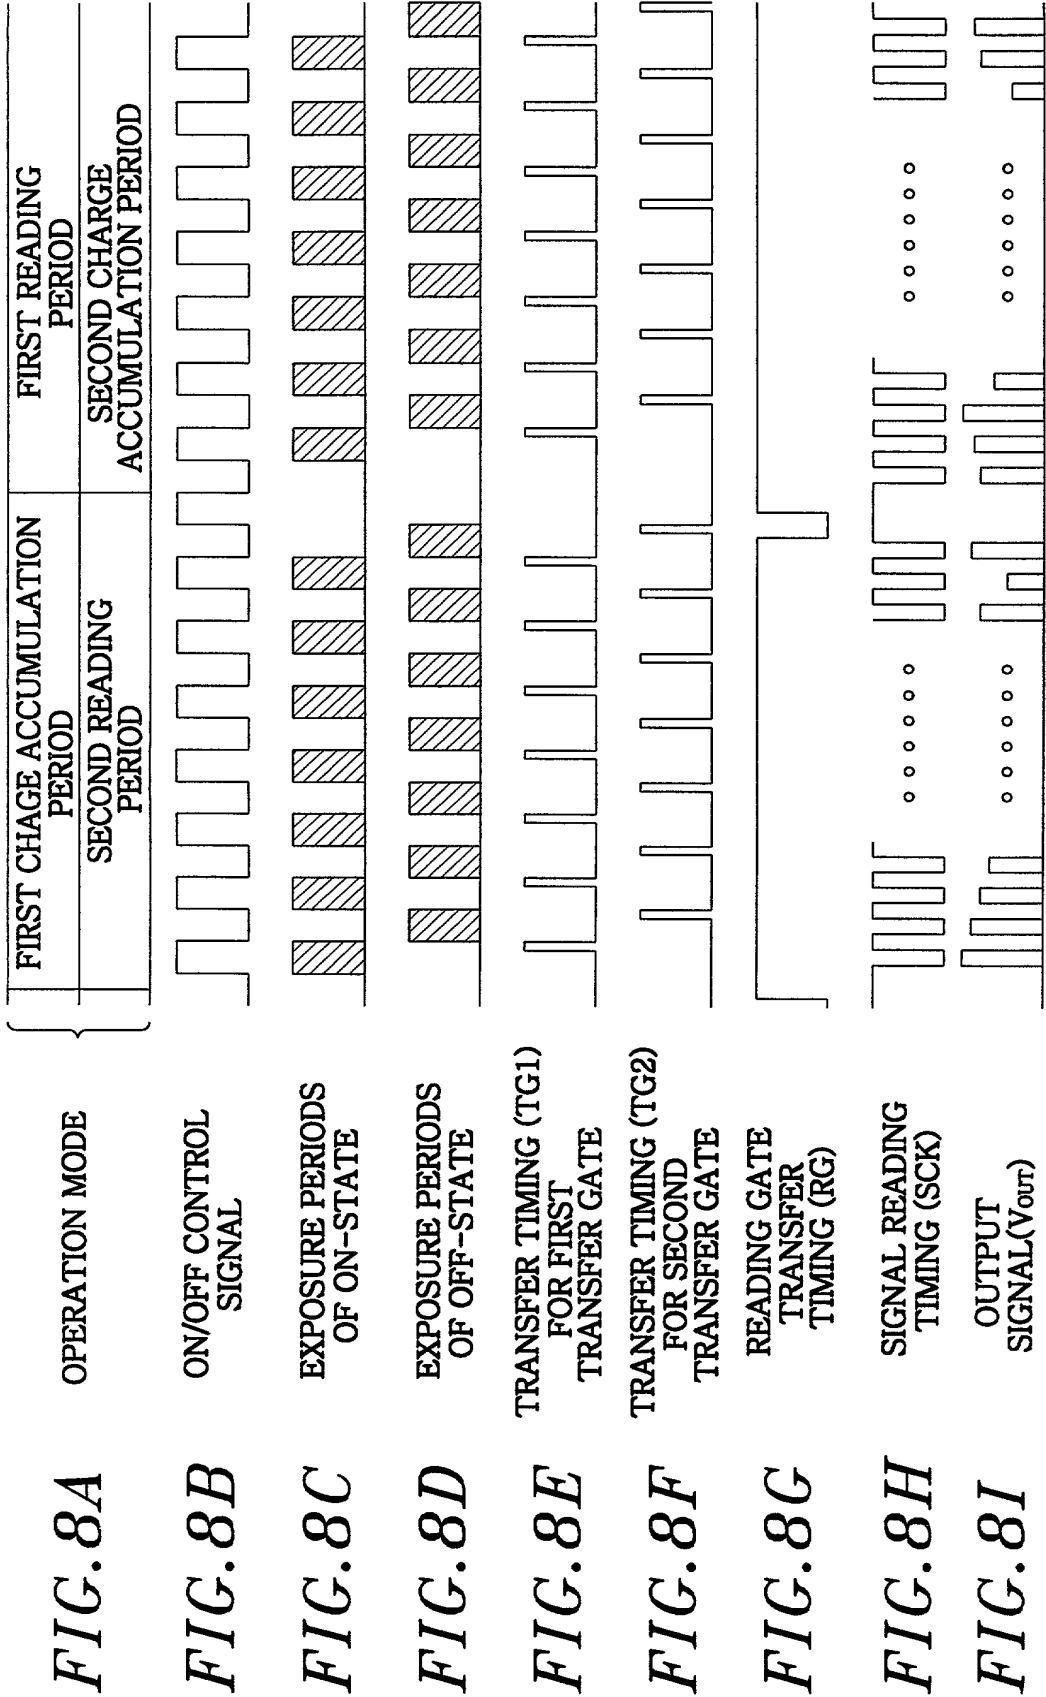 FIG.8A
OPERATION MODE
FIRST CHAGE ACCUMULATION
PERIOD
FIRST READING
PERIOD
SECOND READING
PERIOD
SECOND CHARGE
ACCUMULATION PERIOD
FIG.8B
ON/OFF CONTROL
SIGNAL
FIG.8C
EXPOSURE PERIODS
OF ON-STATE
FIG.8D
EXPOSURE PERIODS
OF OFF-STATE
FIG.8E
TRANSFER TIMING (TG1)
FOR FIRST
TRANSFER GATE
FIG.8F
TRANSFER TIMING (TG2)
FOR SECOND
TRANSFER GATE
FIG.8G
READING GATE
TRANSFER
TIMING (RG)
FIG.8H
SIGNAL READING
TIMING (SCK)
FIG.8I
OUTPUT
SIGNAL(VOUT)